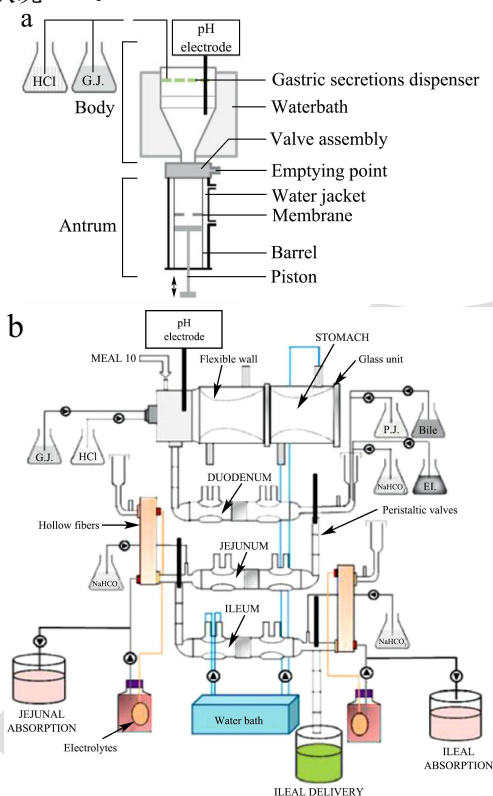 a
pH
electrode
HCl
G.J.
Body
Gastric secretions dispenser
Waterbath
Valve assembly
Emptying point
Water jacket
Membrane
Antrum
Barrel
Piston
b
pH
electrode
STOMACH
MEAL 10
Flexible wall
Glass unit
G.J.
HCl
P.J.
Bile
NaHCO
El.
DUODENUM
Hollow fibers
Peristaltic valves
JEJUNUM
NaHCO
ILEUM
NaHCO
JEJUNAL
ABSORPTION
Water bath
Electrolytes
ILEAL
ABSORPTION
ILEAL DELIVERY